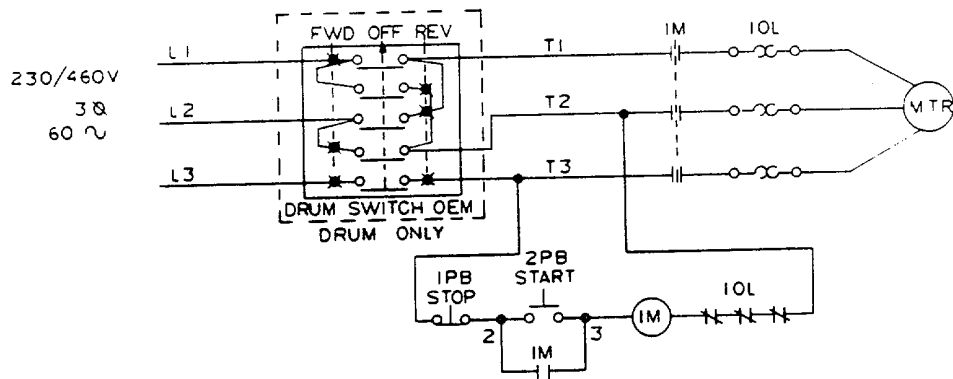 FWD OFF REV
L1
T1
1M
1OL
230/460V
3Ø
60 ~
L2
T2
MTR
L3
T3
DRUM SWITCH OEM
DRUM ONLY
1PB
STOP
2PB
START
1OL
2
3
1M
1M